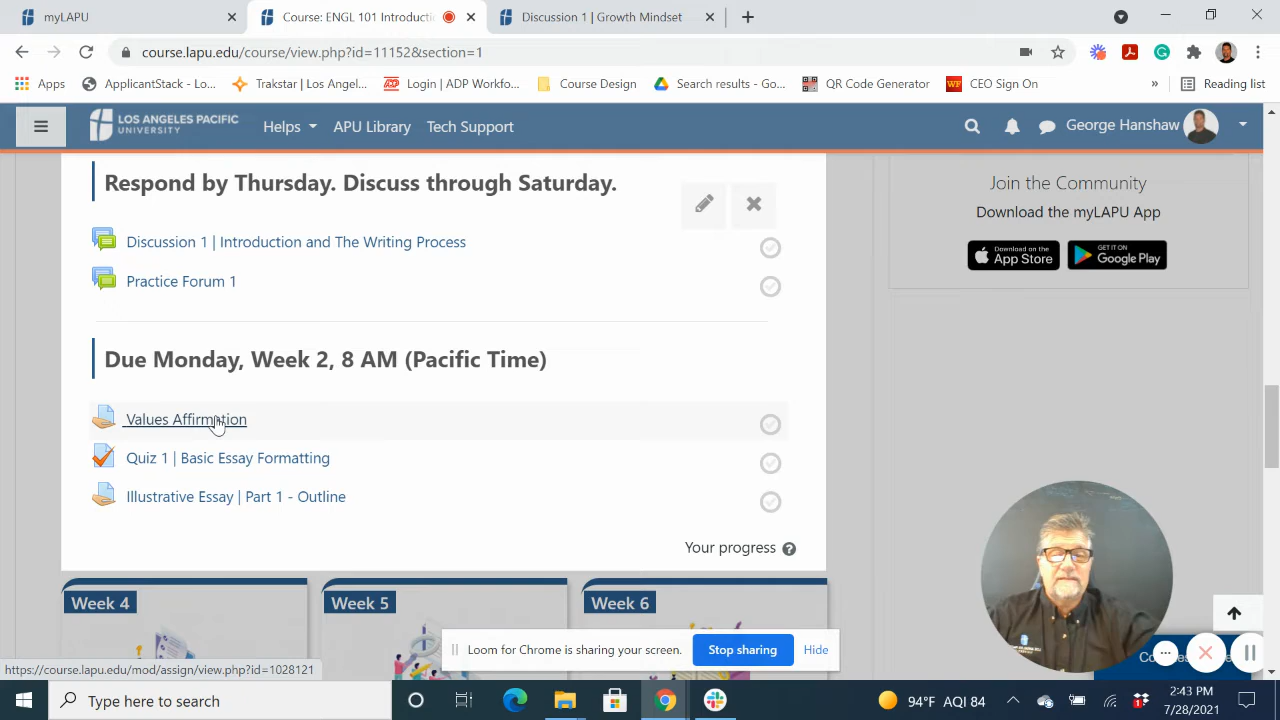 myLAPU
Course: ENGL 101 Introducti
Discussion 1 | Growth Mindset
course.lapu.edu/course/view.php?id=11152&section=1
Apps
ApplicantStack - Lo...
Trakstar | Los Angel...
Login | ADP Workfo...
Course Design
Search results - Go...
QR Code Generator
CEO Sign On
»
Reading list
LOS ANGELES PACIFIC
UNIVERSITY
Helps
APU Library
Tech Support
George Hanshaw
Respond by Thursday. Discuss through Saturday.
Discussion 1 | Introduction and The Writing Process
Practice Forum 1
Due Monday, Week 2, 8 AM (Pacific Time)
Values Affirmation
Quiz 1 | Basic Essay Formatting
Illustrative Essay | Part 1 - Outline
Your progress
Join the Community
Download the myLAPU App
Download on the
App Store
GET IT ON
Google Play
Week 4
Week 5
Week 6
Loom for Chrome is sharing your screen.
Stop sharing
Hide
https://course.lapu.edu/mod/assign/view.php?id=1028121
Type here to search
94°F AQI 84
1
2:43 PM
7/28/2021